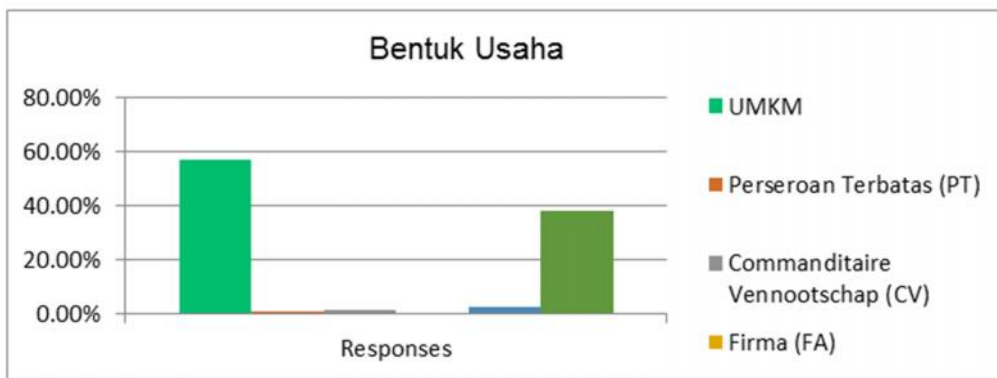 Bentuk Usaha
80.00%
60.00%
40.00%
20.00%
0.00%
Responses
UMKM
Perseroan Terbatas (PT)
Commanditaire
Vennootschap (CV)
Firma (FA)